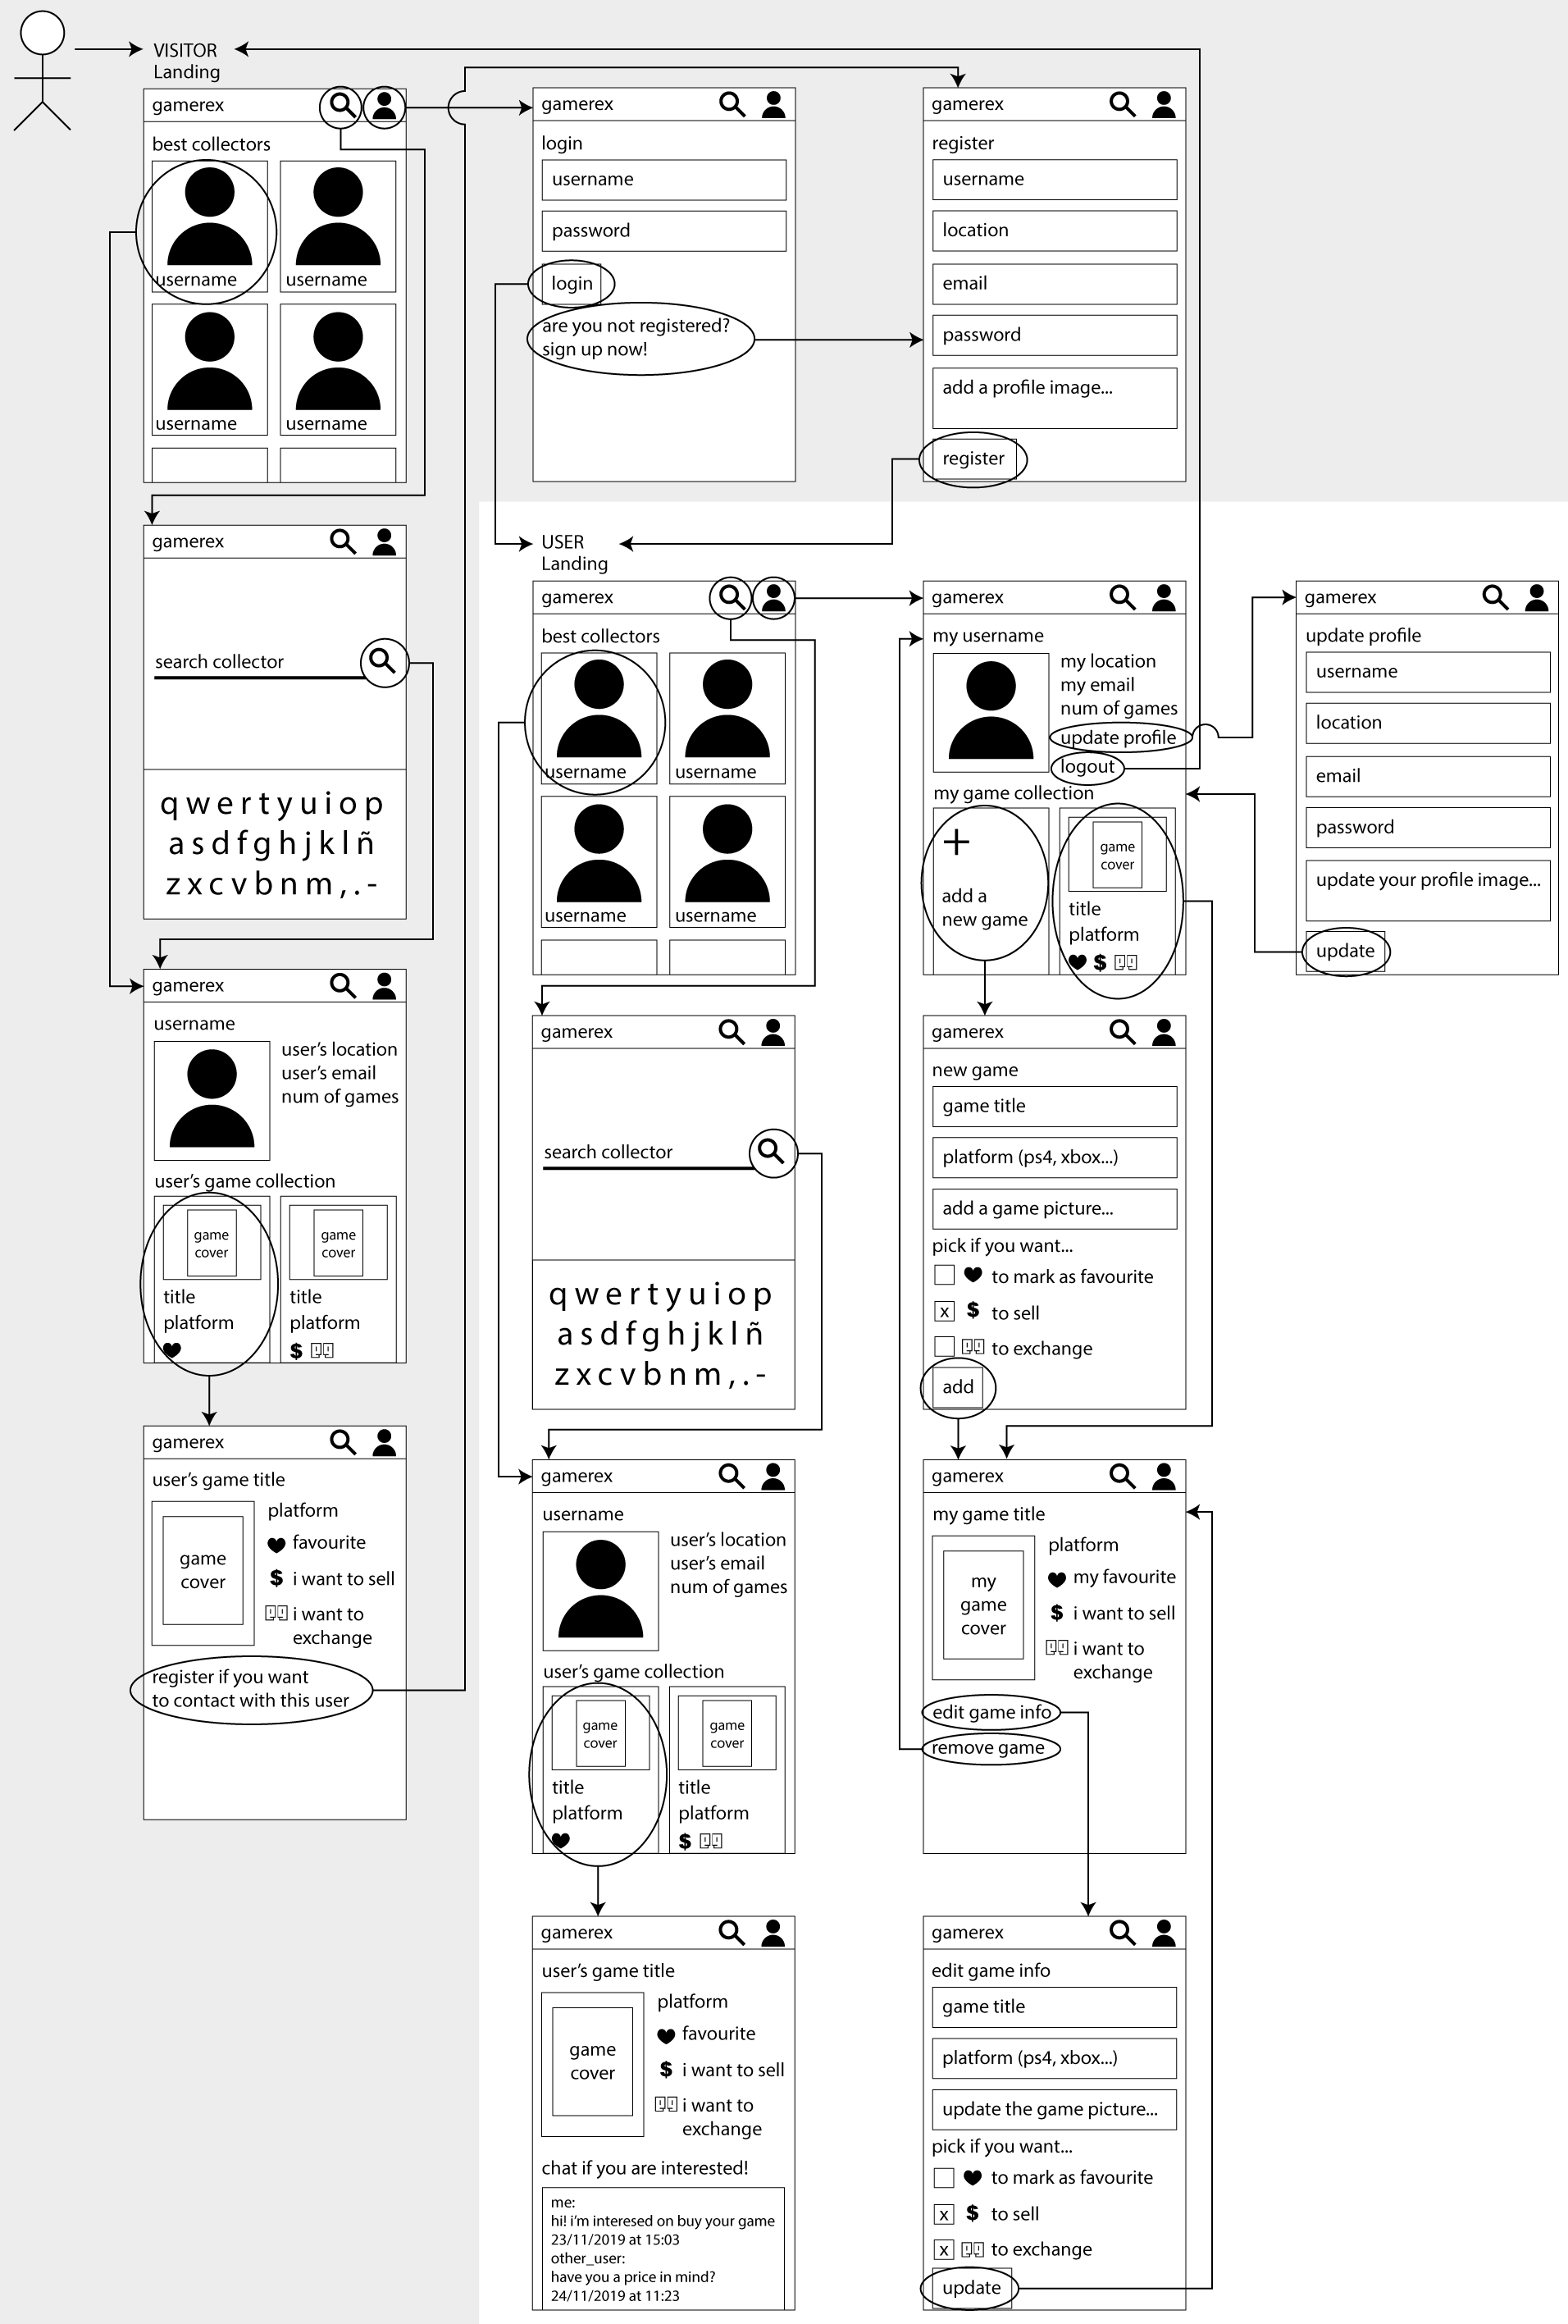 VISITOR
Landing
gamerex
best collectors
username
username
username
username
gamerex
login
username
password
login
are you not registered?
sign up now!
gamerex
register
username
location
email
password
add a profile image...
register
gamerex
search collector
q w e r t y u i o p
a s d f g h j k l ñ
z x c v b n m , . -
gamerex
username
user's location
user's email
num of games
user's game collection
game
cover
title
platform
game
cover
title
platform
$
gamerex
user's game title
game
cover
platform
favourite
$ i want to sell
i want to
exchange
register if you want
to contact with this user
USER
Landing
gamerex
best collectors
username
username
username
username
gamerex
search collector
q w e r t y u i o p
a s d f g h j k l ñ
z x c v b n m , . -
gamerex
username
user's location
user's email
num of games
user's game collection
game
cover
title
platform
game
cover
title
platform
$
gamerex
user's game title
game
cover
platform
favourite
$ i want to sell
i want to
exchange
chat if you are interested!
me:
hi! i'm interesed on buy your game
23/11/2019 at 15:03
other_user:
have you a price in mind?
24/11/2019 at 11:23
gamerex
my username
my location
my email
num of games
update profile
logout
my game collection
+
add a
new game
game
cover
title
platform
$
gamerex
update profile
username
location
email
password
update your profile image...
update
gamerex
new game
game title
platform (ps4, xbox...)
add a game picture...
pick if you want...
to mark as favourite
x $ to sell
to exchange
add
gamerex
my game title
my
game
cover
platform
my favourite
$ i want to sell
i want to
exchange
edit game info
remove game
gamerex
edit game info
game title
platform (ps4, xbox...)
update the game picture...
pick if you want...
to mark as favourite
x $ to sell
x to exchange
update